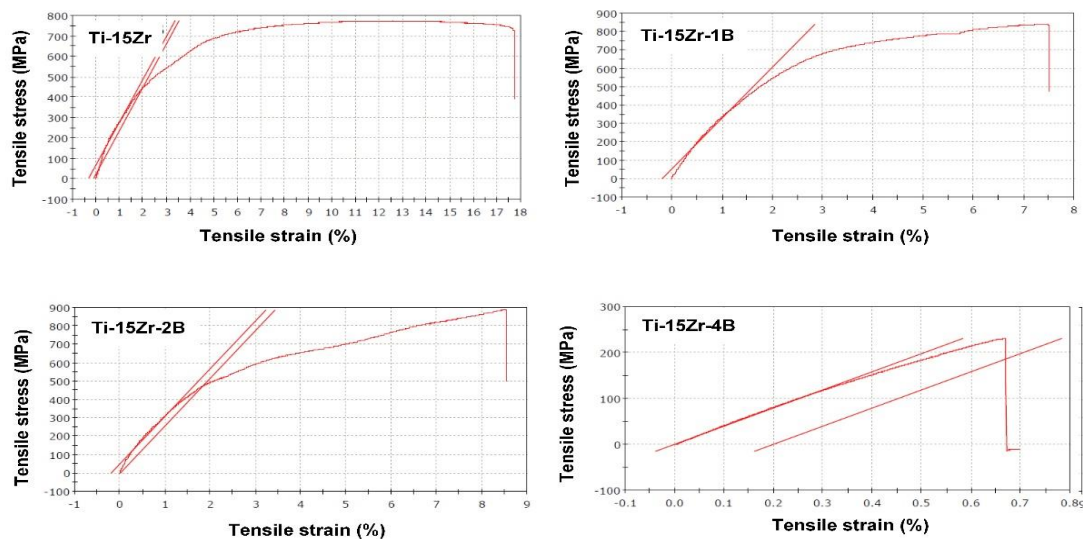 Tensile stress (MPa)
800
700
600
500
400
300
200
100
0
-100
Ti-15Zr
-1 0 1 2 3 4 5 6 7 8 9 10 11 12 13 14 15 16 17 18
Tensile strain (%)
Tensile stress (MPa)
900
800
700
600
500
400
300
200
100
0
-100
Ti-15Zr-1B
-1 0 1 2 3 4 5 6 7 8
Tensile strain (%)
Tensile stress (MPa)
900
800
700
600
500
400
300
200
100
0
-100
Ti-15Zr-2B
-1 0 1 2 3 4 5 6 7 8 9
Tensile strain (%)
Tensile stress (MPa)
300
200
100
0
-100
Ti-15Zr-4B
-0.1 0.0 0.1 0.2 0.3 0.4 0.5 0.6 0.7 0.8
Tensile strain (%)